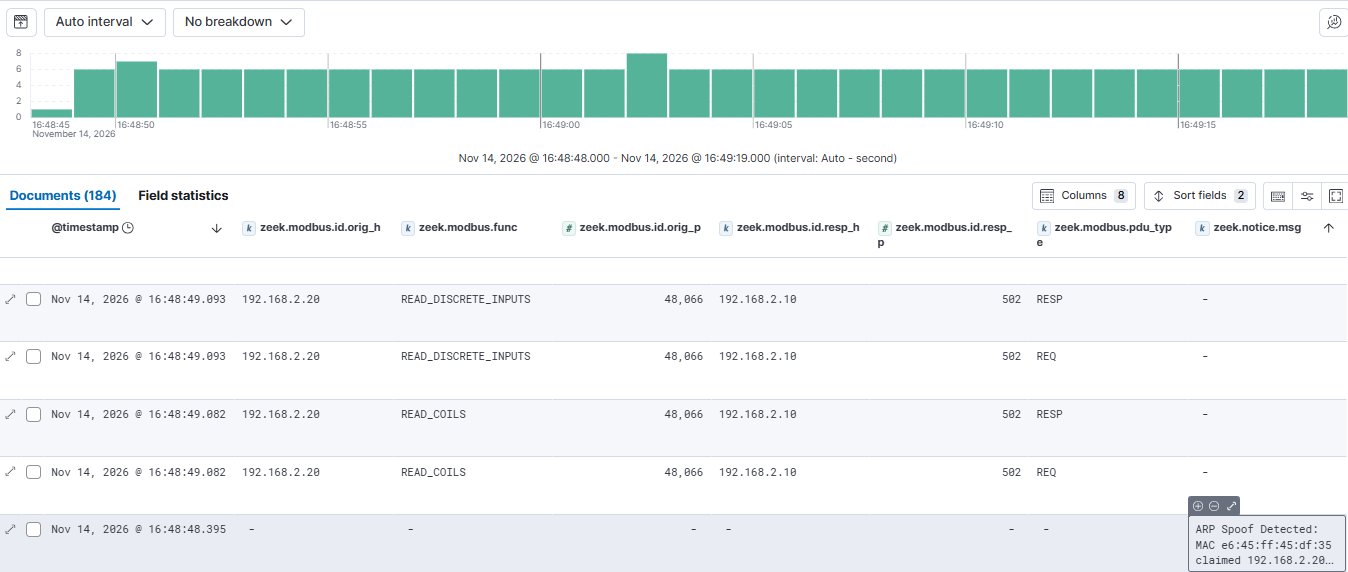 Auto interval No breakdown
8
6
4
2
0
16:48:45 16:48:50 16:48:55 16:49:00 16:49:05 16:49:10 16:49:15
November 14, 2026
Nov 14, 2026 @ 16:48:48.000 - Nov 14, 2026 @ 16:49:19.000 (interval: Auto - second)
Documents (184) Field statistics Columns 8 Sort fields 2
@timestamp k zeek.modbus.id.orig_h k zeek.modbus.func # zeek.modbus.id.orig_p k zeek.modbus.id.resp_h # zeek.modbus.id.resp_ k zeek.modbus.pdu_typ k zeek.notice.msg
p e
Nov 14, 2026 @ 16:48:49.093 192.168.2.20 READ_DISCRETE_INPUTS 48,066 192.168.2.10 502 RESP -
Nov 14, 2026 @ 16:48:49.093 192.168.2.20 READ_DISCRETE_INPUTS 48,066 192.168.2.10 502 REQ -
Nov 14, 2026 @ 16:48:49.082 192.168.2.20 READ_COILS 48,066 192.168.2.10 502 RESP -
Nov 14, 2026 @ 16:48:49.082 192.168.2.20 READ_COILS 48,066 192.168.2.10 502 REQ -
Nov 14, 2026 @ 16:48:48.395 - - - - - - ARP Spoof Detected:
MAC e6:45:ff:45:df:35
claimed 192.168.2.20…